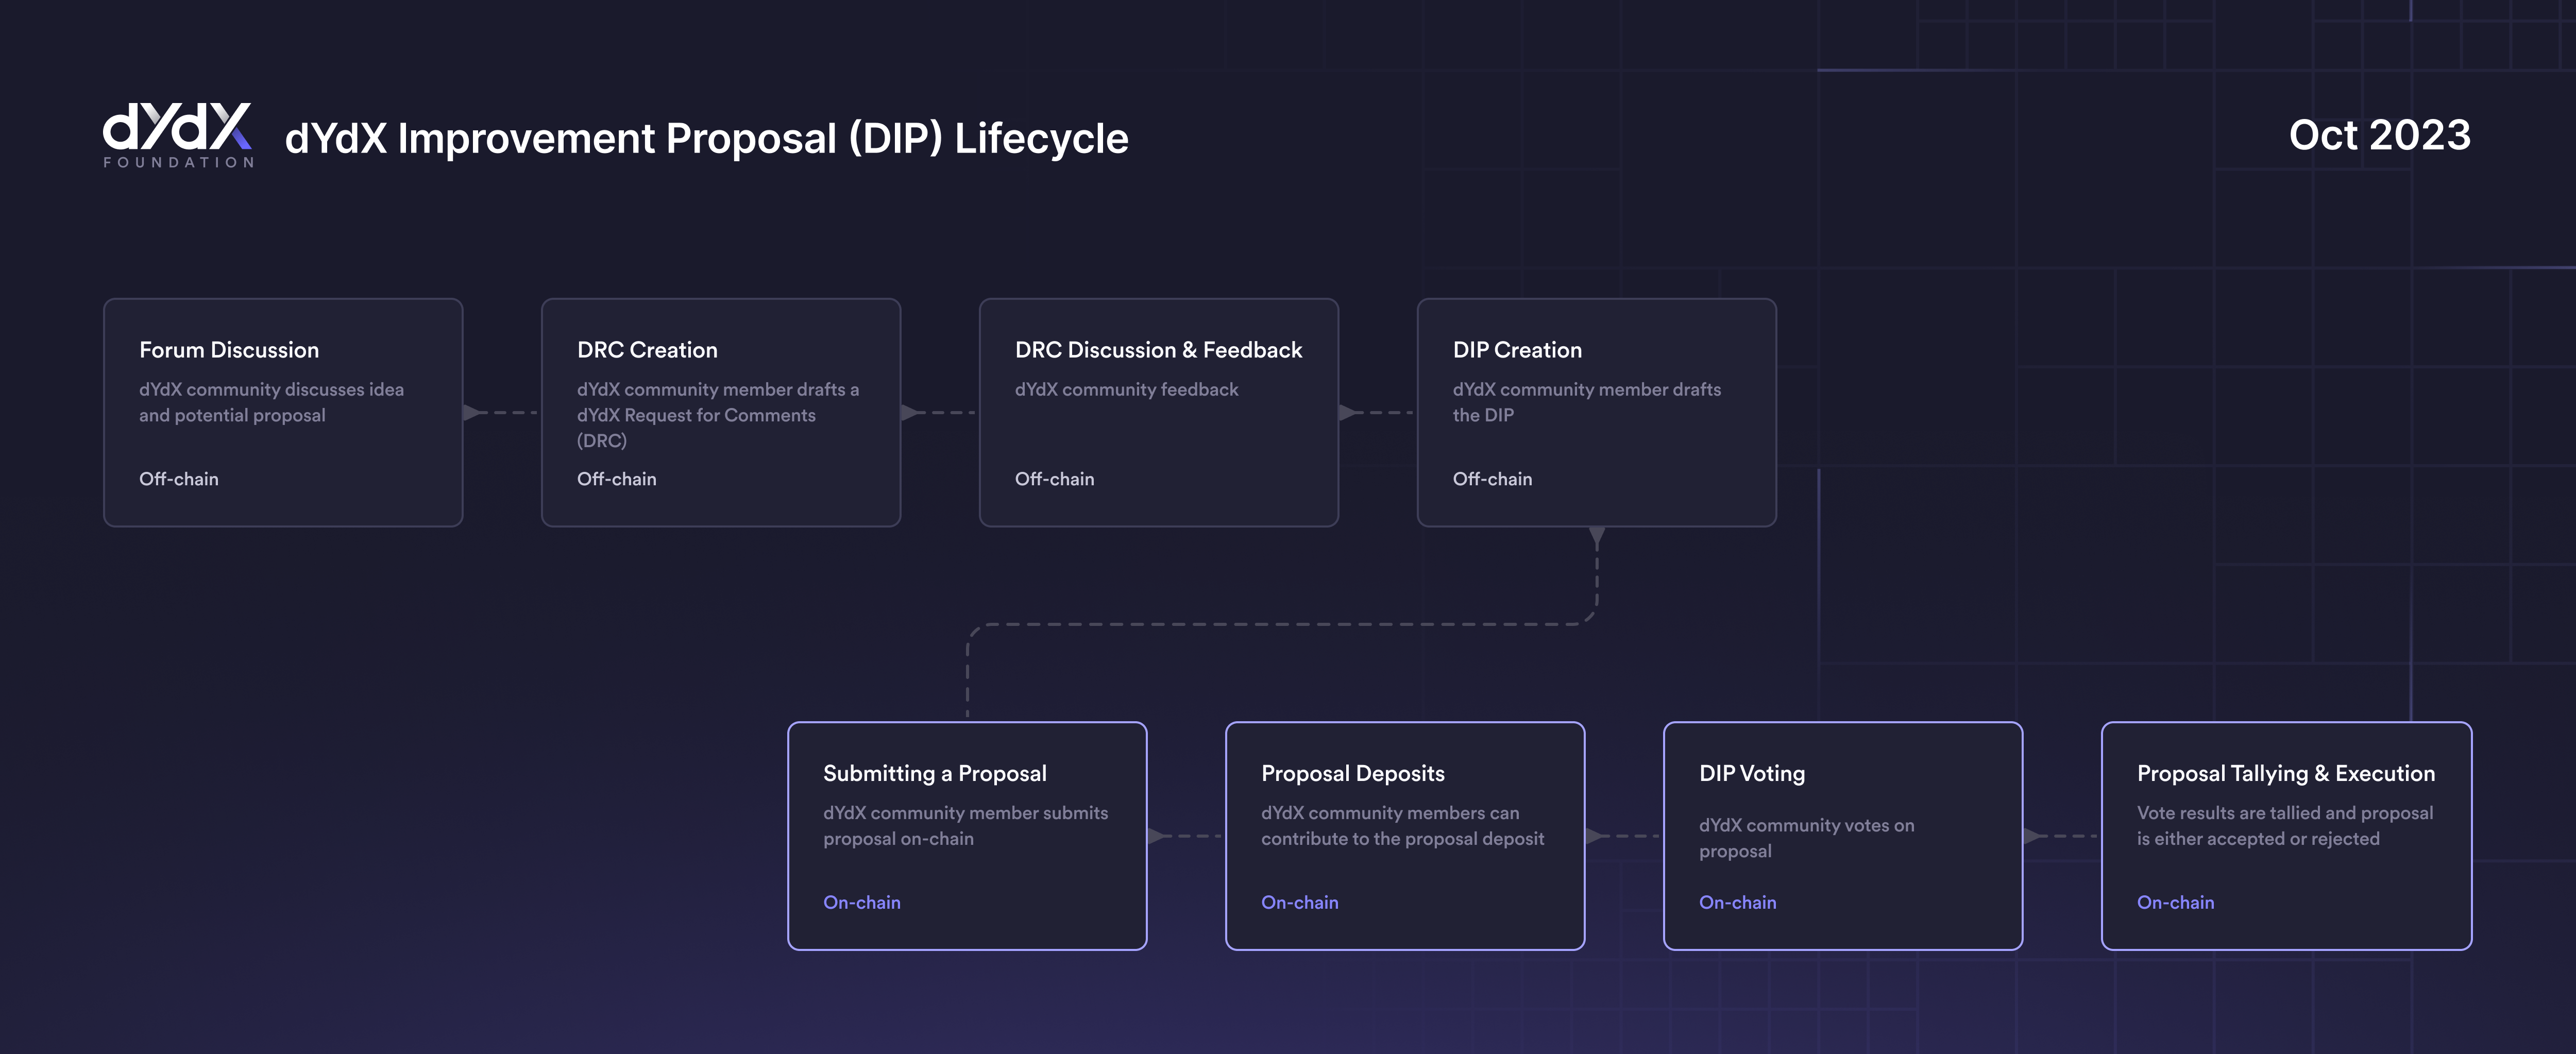 dYdX
FOUNDATION
dYdX Improvement Proposal (DIP) Lifecycle
Oct 2023
Forum Discussion
dYdX community discusses idea
and potential proposal
Off-chain
DRC Creation
dYdX community member drafts a
dYdX Request for Comments
(DRC)
Off-chain
DRC Discussion & Feedback
dYdX community feedback
Off-chain
DIP Creation
dYdX community member drafts
the DIP
Off-chain
Submitting a Proposal
dYdX community member submits
proposal on-chain
On-chain
Proposal Deposits
dYdX community members can
contribute to the proposal deposit
On-chain
DIP Voting
dYdX community votes on
proposal
On-chain
Proposal Tallying & Execution
Vote results are tallied and proposal
is either accepted or rejected
On-chain